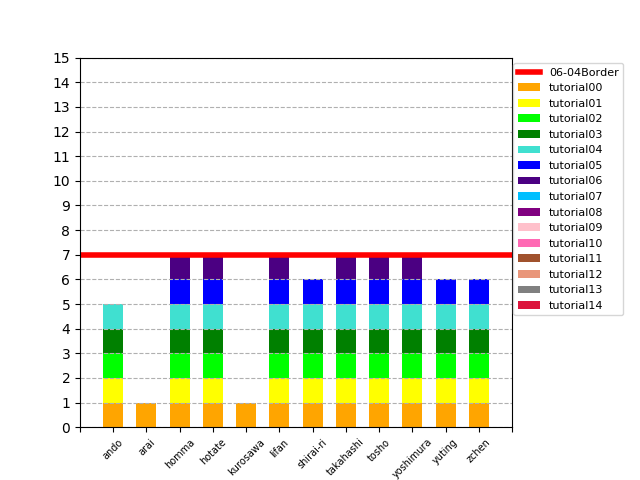 15
14
13
12
11
10
9
8
7
6
5
4
3
2
1
0
ando
arai
homma
hotate
kurosawa
lifan
shirai-ri
takahashi
tosho
yoshimura
yuting
zchen
06-04Border
tutorial00
tutorial01
tutorial02
tutorial03
tutorial04
tutorial05
tutorial06
tutorial07
tutorial08
tutorial09
tutorial10
tutorial11
tutorial12
tutorial13
tutorial14